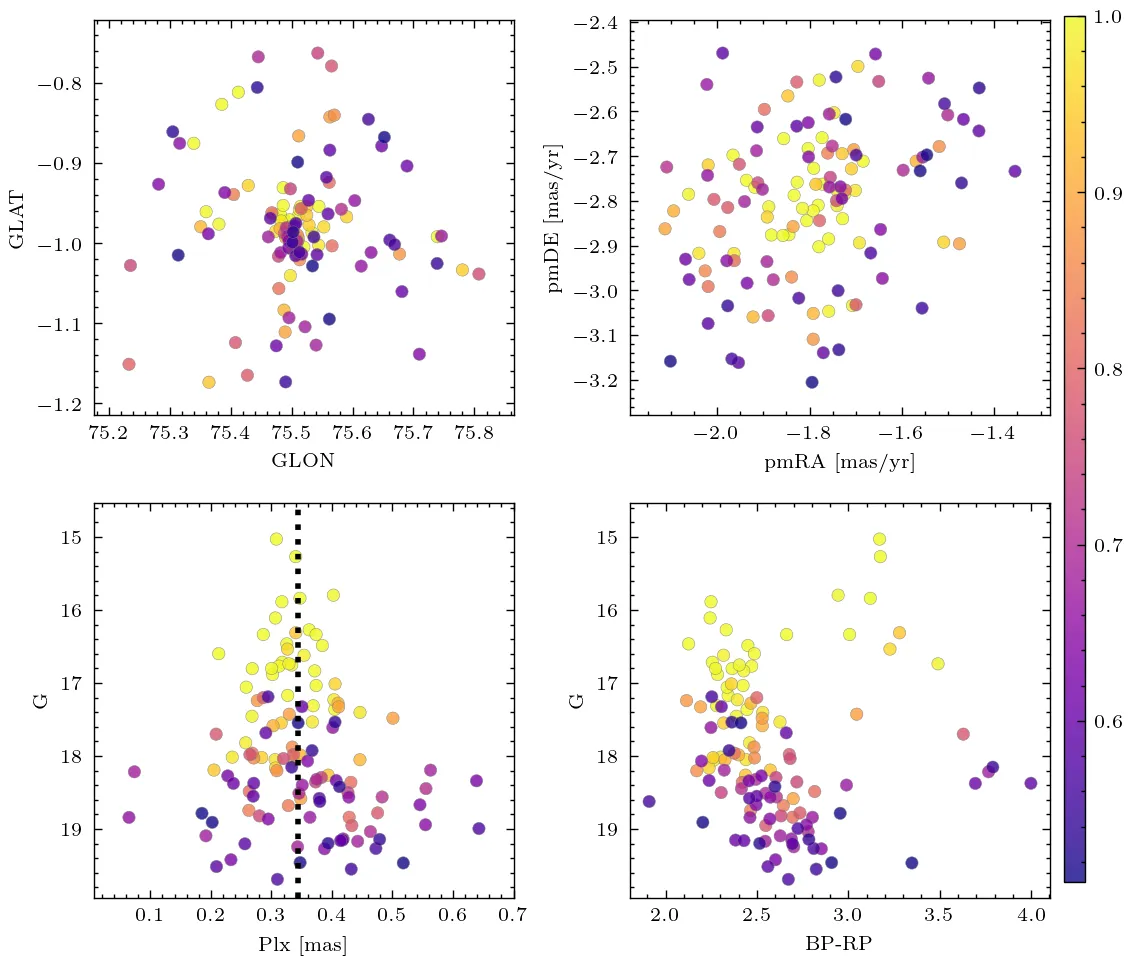 −0.8
−0.9
−1.0
−1.1
−1.2
GLAT
75.2 75.3 75.4 75.5 75.6 75.7 75.8
GLON
−2.4
−2.5
−2.6
−2.7
−2.8
−2.9
−3.0
−3.1
−3.2
pmDE [mas/yr]
−2.0 −1.8 −1.6 −1.4
pmRA [mas/yr]
1.0
0.9
0.8
0.7
0.6
15
16
17
18
19
G
0.1 0.2 0.3 0.4 0.5 0.6 0.7
Plx [mas]
15
16
17
18
19
G
2.0 2.5 3.0 3.5 4.0
BP-RP